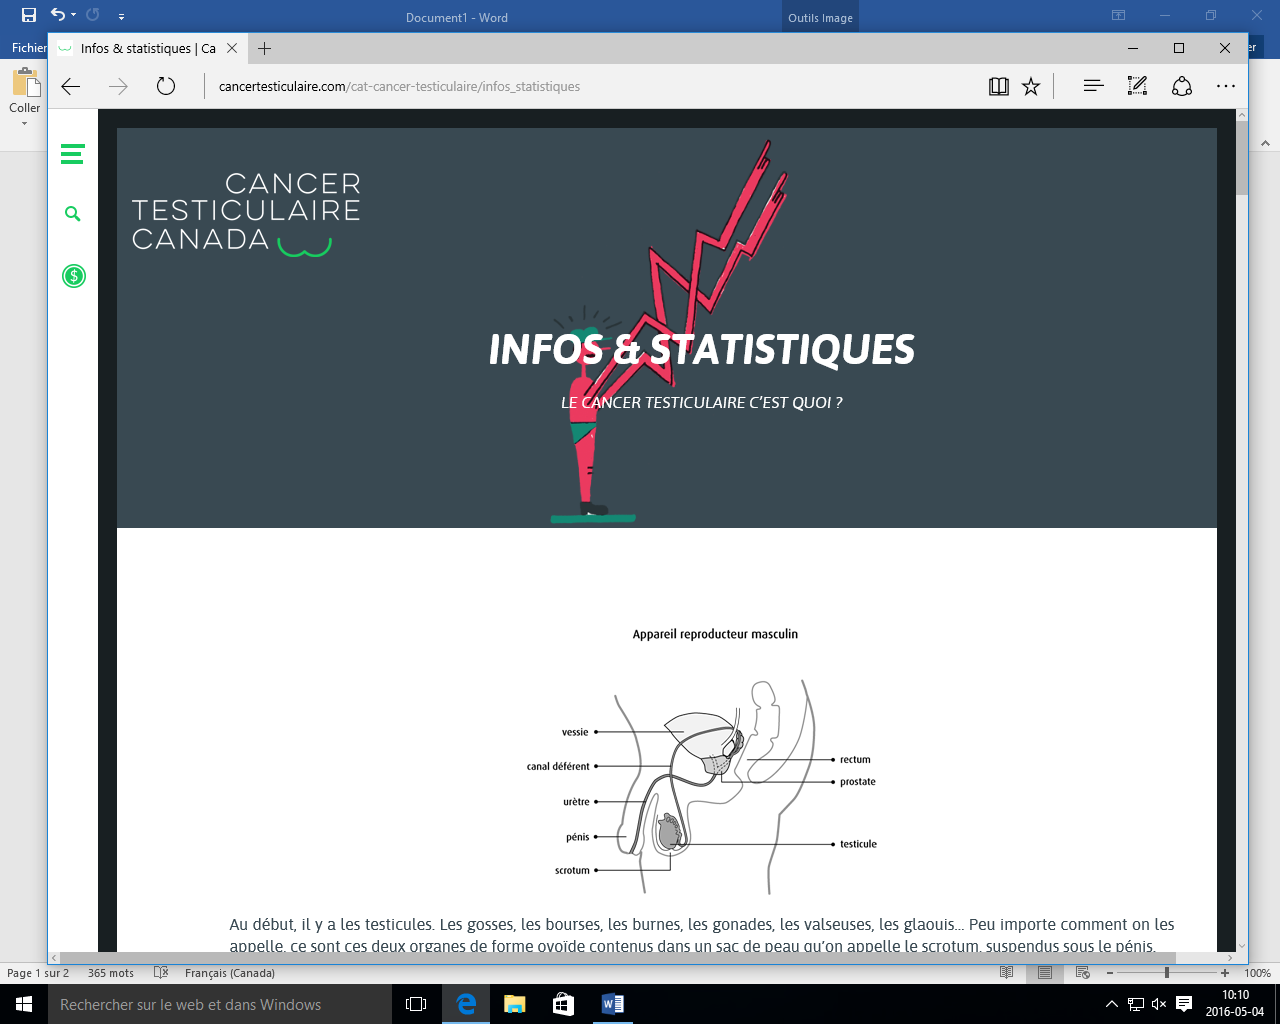 Document1 - Word
Outils Image
Fichier
er
Infos & statistiques | Ca
cancertesticulaire.com/cat-cancer-testiculaire/infos_statistiques
Coller
CANCER
TESTICULAIRE
CANADA
INFOS & STATISTIQUES
LE CANCER TESTICULAIRE C'EST QUOI ?
Appareil reproducteur masculin
vessie
canal déférent
urètre
pénis
scrotum
rectum
prostate
testicule
Au début, il y a les testicules. Les gosses, les bourses, les burnes, les gonades, les valseuses, les glaouis... Peu importe comment on les
appelle, ce sont ces deux organes de forme ovoïde contenus dans un sac de peau qu'on appelle le scrotum, suspendus sous le pénis.
Page 1 sur 2 365 mots Français (Canada) 100%
Rechercher sur le web et dans Windows
10:10
2016-05-04